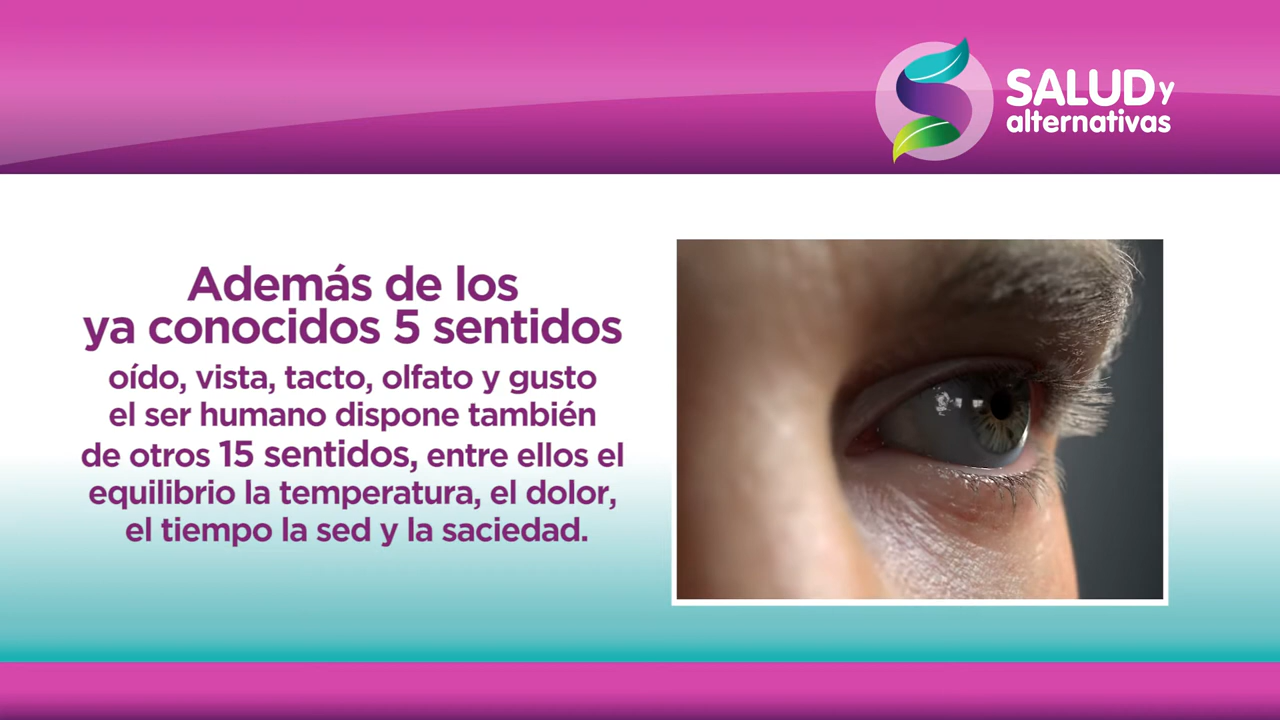 SALUD y
alternativas
Además de los
ya conocidos 5 sentidos
oído, vista, tacto, olfato y gusto
el ser humano dispone también
de otros 15 sentidos, entre ellos el
equilibrio la temperatura, el dolor,
el tiempo la sed y la saciedad.